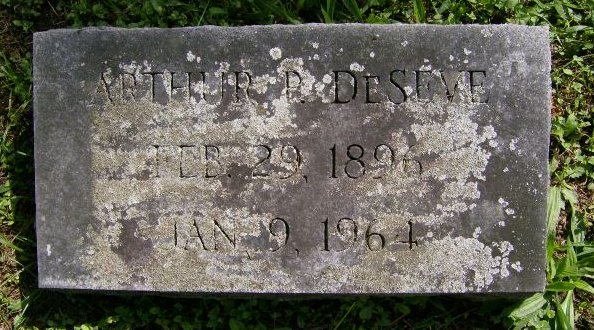 ARTHUR P. DeSEVE
FEB. 29, 1896
JAN. 9, 1964